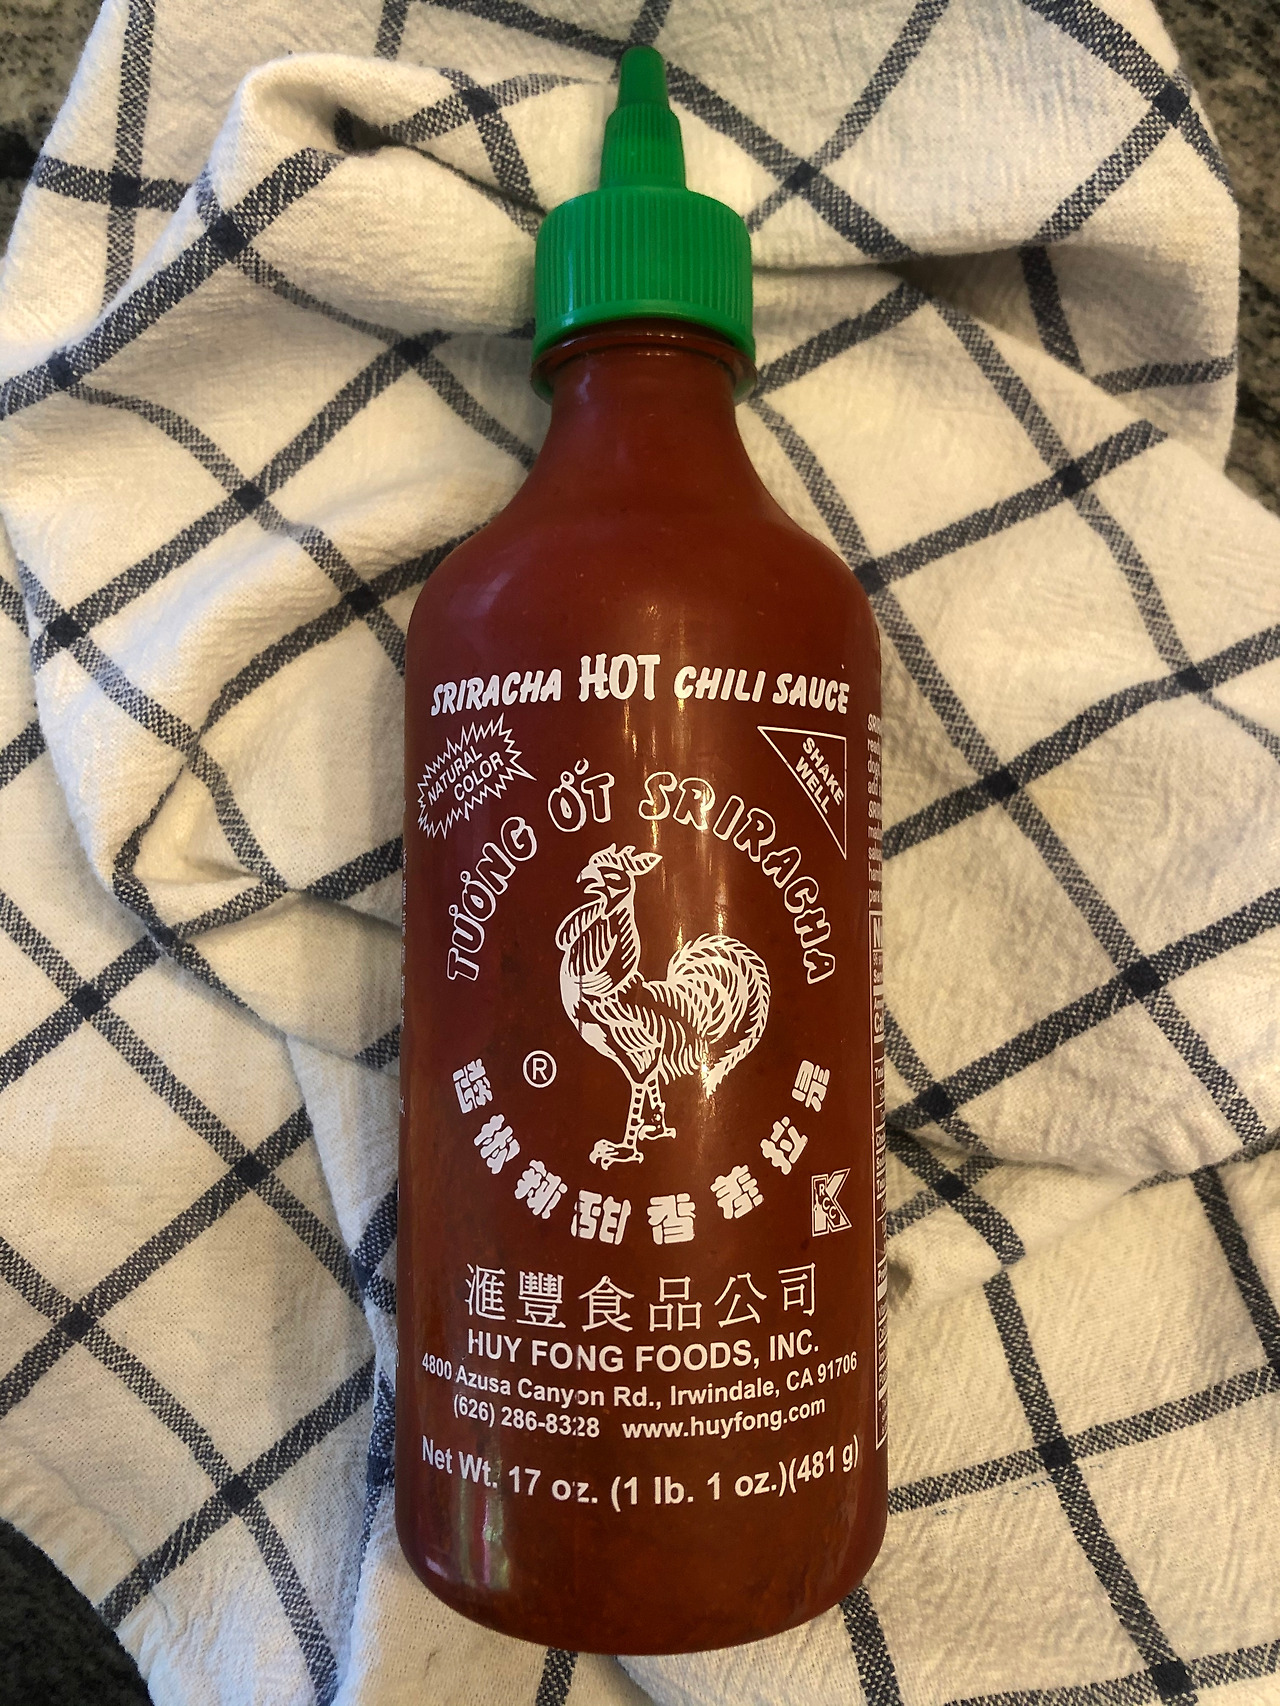 SRIRACHA HOT CHILI SAUCE
NATURAL
COLOR
SHAKE
WELL
TƯƠNG ỚT SRIRACHA
®
香甜辣椒醬
KRCC
滙豐食品公司
HUY FONG FOODS, INC.
4800 Azusa Canyon Rd., Irwindale, CA 91706
(626) 286-8328 www.huyfong.com
Net Wt. 17 oz. (1 lb. 1 oz.)(481 g)